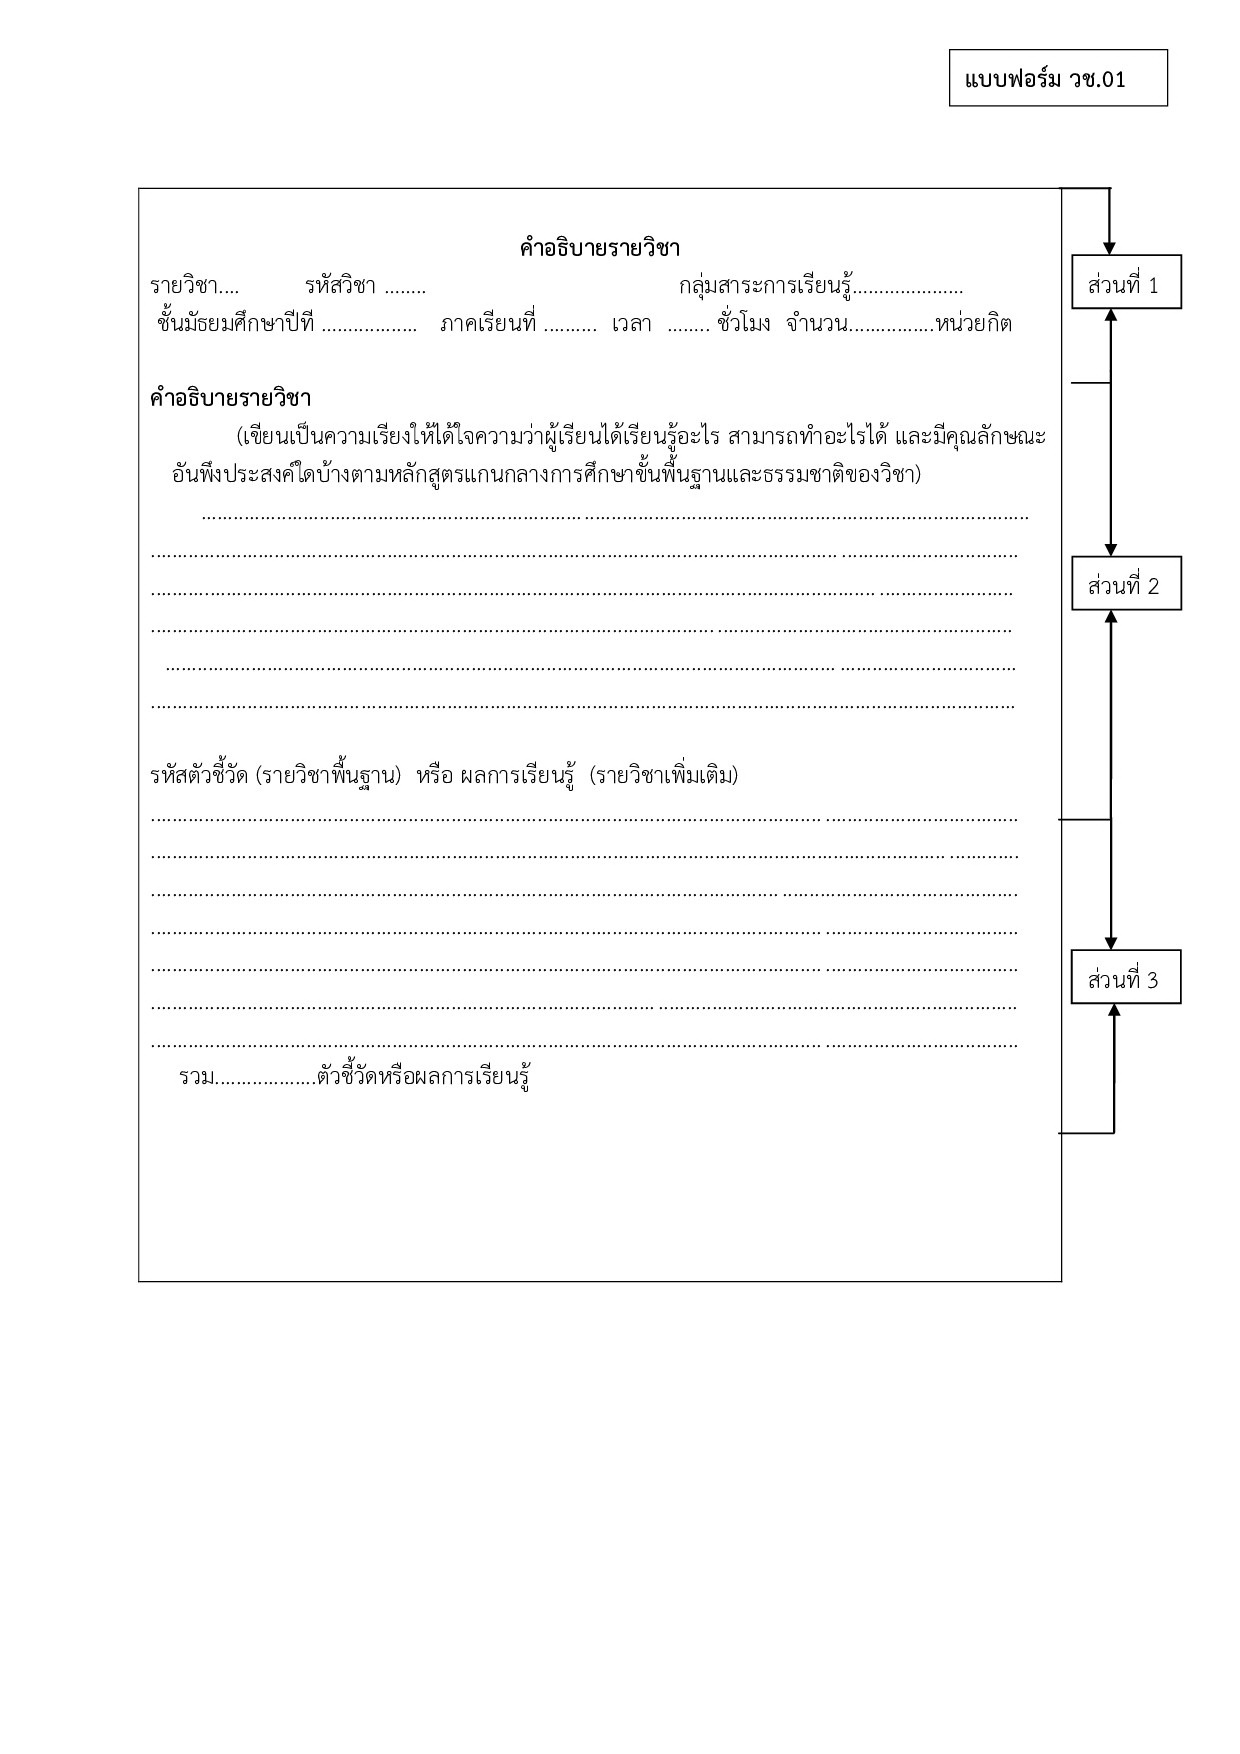 แบบฟอร์ม วช.01
คำอธิบายรายวิชา
รายวิชา.... รหัสวิชา ........ กลุ่มสาระการเรียนรู้.....................
ชั้นมัธยมศึกษาปีที่ .................. ภาคเรียนที่ .......... เวลา ........ ชั่วโมง จำนวน................หน่วยกิต
ส่วนที่ 1
คำอธิบายรายวิชา
(เขียนเป็นความเรียงให้ได้ใจความว่าผู้เรียนได้เรียนรู้อะไร สามารถทำอะไรได้ และมีคุณลักษณะ
อันพึงประสงค์ใดบ้างตามหลักสูตรแกนกลางการศึกษาขั้นพื้นฐานและธรรมชาติของวิชา)
ส่วนที่ 2
รหัสตัวชี้วัด (รายวิชาพื้นฐาน) หรือ ผลการเรียนรู้ (รายวิชาเพิ่มเติม)
ส่วนที่ 3
รวม...................ตัวชี้วัดหรือผลการเรียนรู้